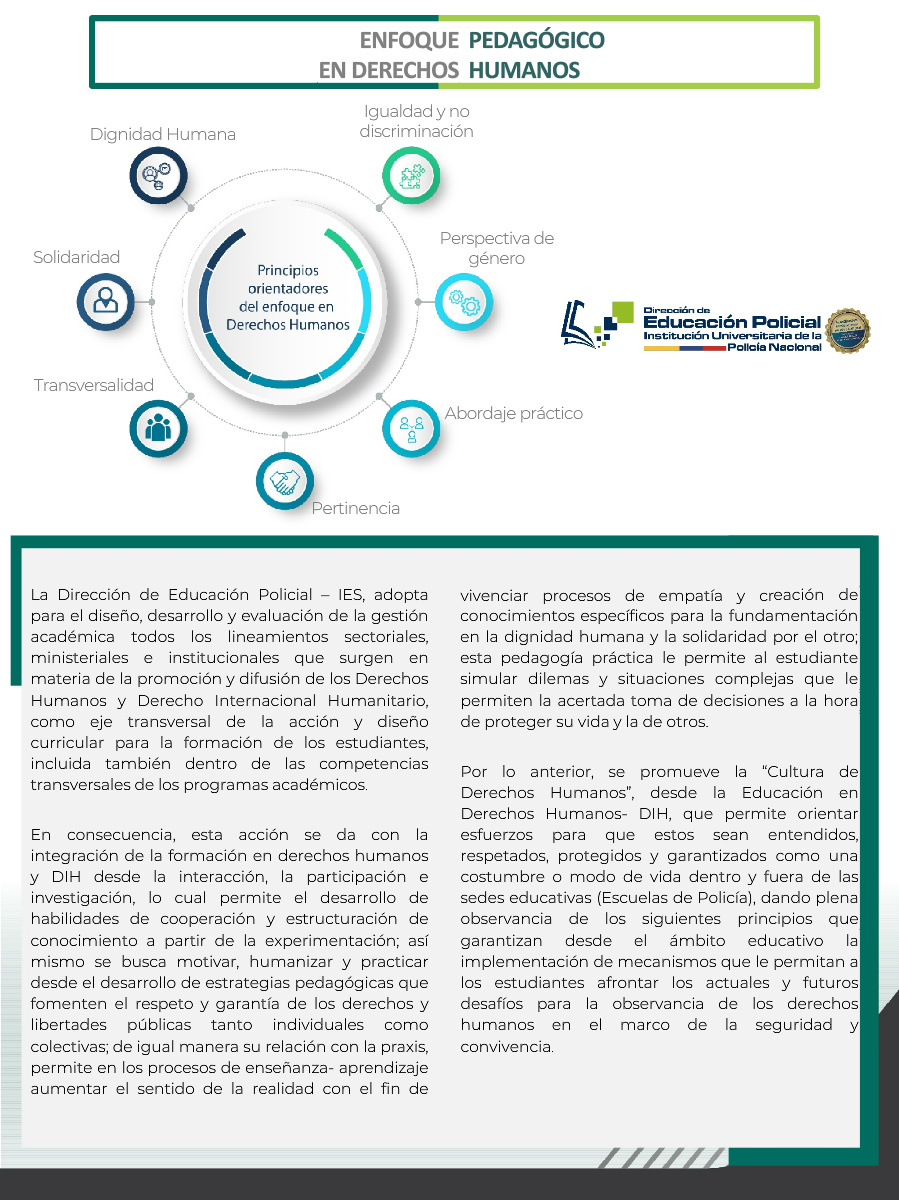 ENFOQUE PEDAGÓGICO
EN DERECHOS HUMANOS
Igualdad y no
discriminación
Dignidad Humana
Perspectiva de
género
Solidaridad
Principios
orientadores
del enfoque en
Derechos Humanos
Dirección de
Educación Policial
Institución Universitaria de la
Policía Nacional
Transversalidad
Abordaje práctico
Pertinencia
La Dirección de Educación Policial – IES, adopta
para el diseño, desarrollo y evaluación de la gestión
académica todos los lineamientos sectoriales,
ministeriales e institucionales que surgen en
materia de la promoción y difusión de los Derechos
Humanos y Derecho Internacional Humanitario,
como eje transversal de la acción y diseño
curricular para la formación de los estudiantes,
incluida también dentro de las competencias
transversales de los programas académicos.
En consecuencia, esta acción se da con la
integración de la formación en derechos humanos
y DIH desde la interacción, la participación e
investigación, lo cual permite el desarrollo de
habilidades de cooperación y estructuración de
conocimiento a partir de la experimentación; así
mismo se busca motivar, humanizar y practicar
desde el desarrollo de estrategias pedagógicas que
fomenten el respeto y garantía de los derechos y
libertades públicas tanto individuales como
colectivas; de igual manera su relación con la praxis,
permite en los procesos de enseñanza- aprendizaje
aumentar el sentido de la realidad con el fin de
vivenciar procesos de empatía y creación de
conocimientos específicos para la fundamentación
en la dignidad humana y la solidaridad por el otro;
esta pedagogía práctica le permite al estudiante
simular dilemas y situaciones complejas que le
permiten la acertada toma de decisiones a la hora
de proteger su vida y la de otros.
Por lo anterior, se promueve la “Cultura de
Derechos Humanos”, desde la Educación en
Derechos Humanos- DIH, que permite orientar
esfuerzos para que estos sean entendidos,
respetados, protegidos y garantizados como una
costumbre o modo de vida dentro y fuera de las
sedes educativas (Escuelas de Policía), dando plena
observancia de los siguientes principios que
garantizan desde el ámbito educativo la
implementación de mecanismos que le permitan a
los estudiantes afrontar los actuales y futuros
desafíos para la observancia de los derechos
humanos en el marco de la seguridad y
convivencia.